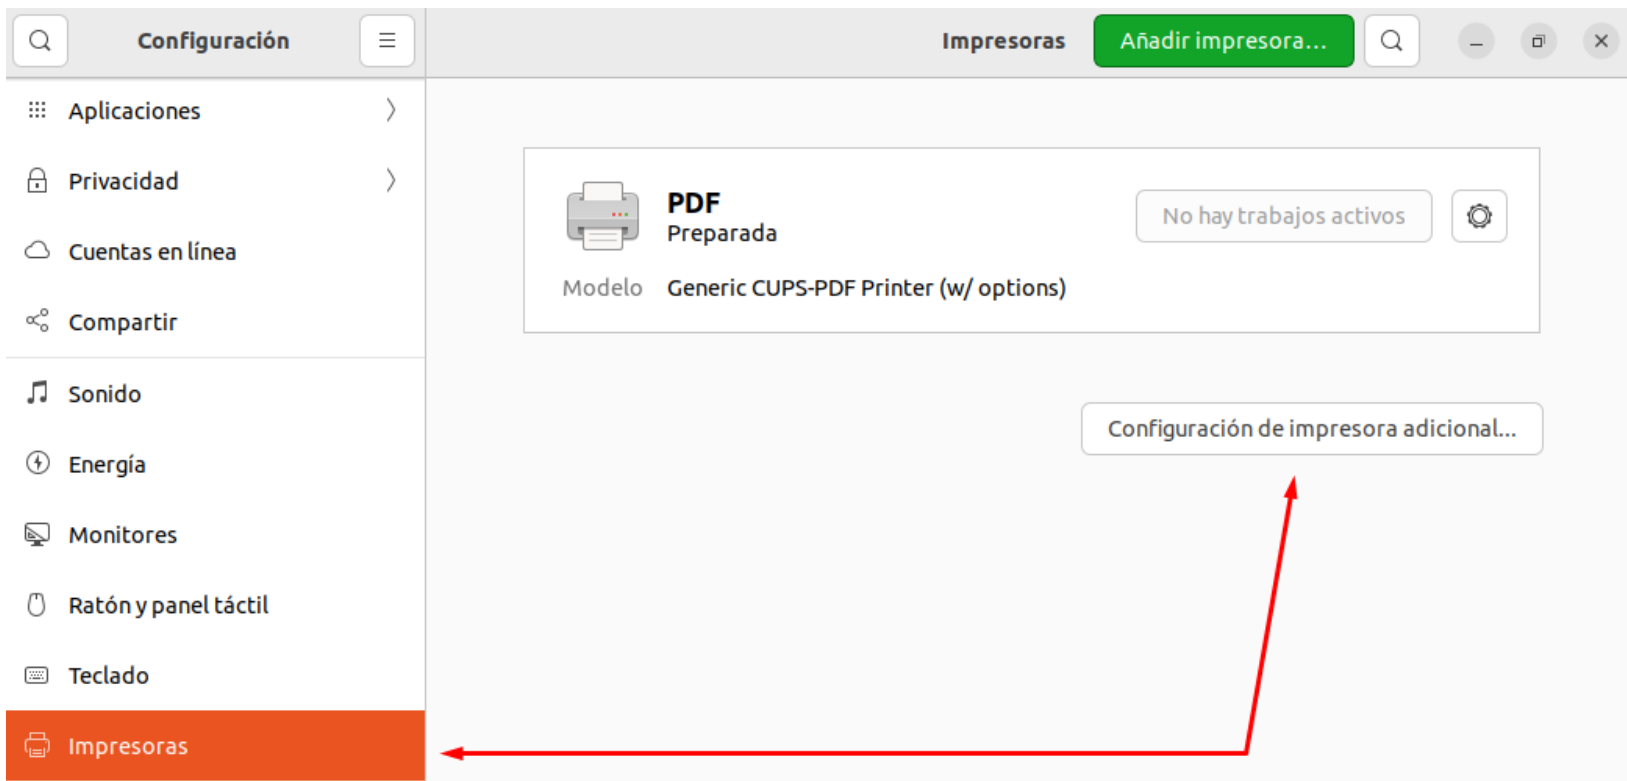 Configuración
Impresoras
Añadir impresora...
Aplicaciones
Privacidad
Cuentas en línea
Compartir
Sonido
Energía
Monitores
Ratón y panel táctil
Teclado
Impresoras
PDF
Preparada
No hay trabajos activos
Modelo Generic CUPS-PDF Printer (w/ options)
Configuración de impresora adicional...